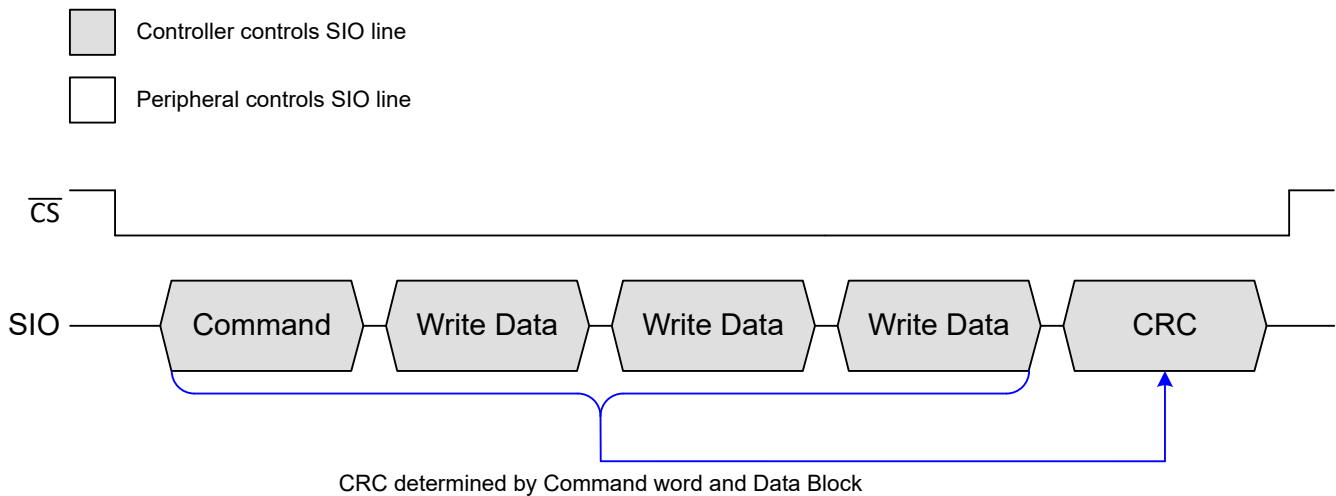 Controller controls SIO line
Peripheral controls SIO line
C̅S̅
SIO
Command
Write Data
Write Data
Write Data
CRC
CRC determined by Command word and Data Block